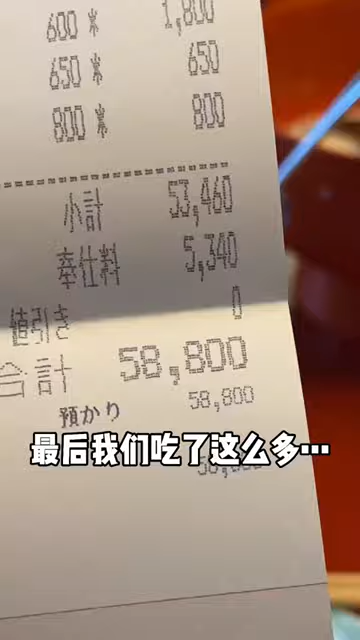 600 × 1,800
650 × 650
800 × 800
小計 53,460
奉仕料 5,340
値引き 0
合計 58,800
預かり 58,800
最后我们吃了这么多…